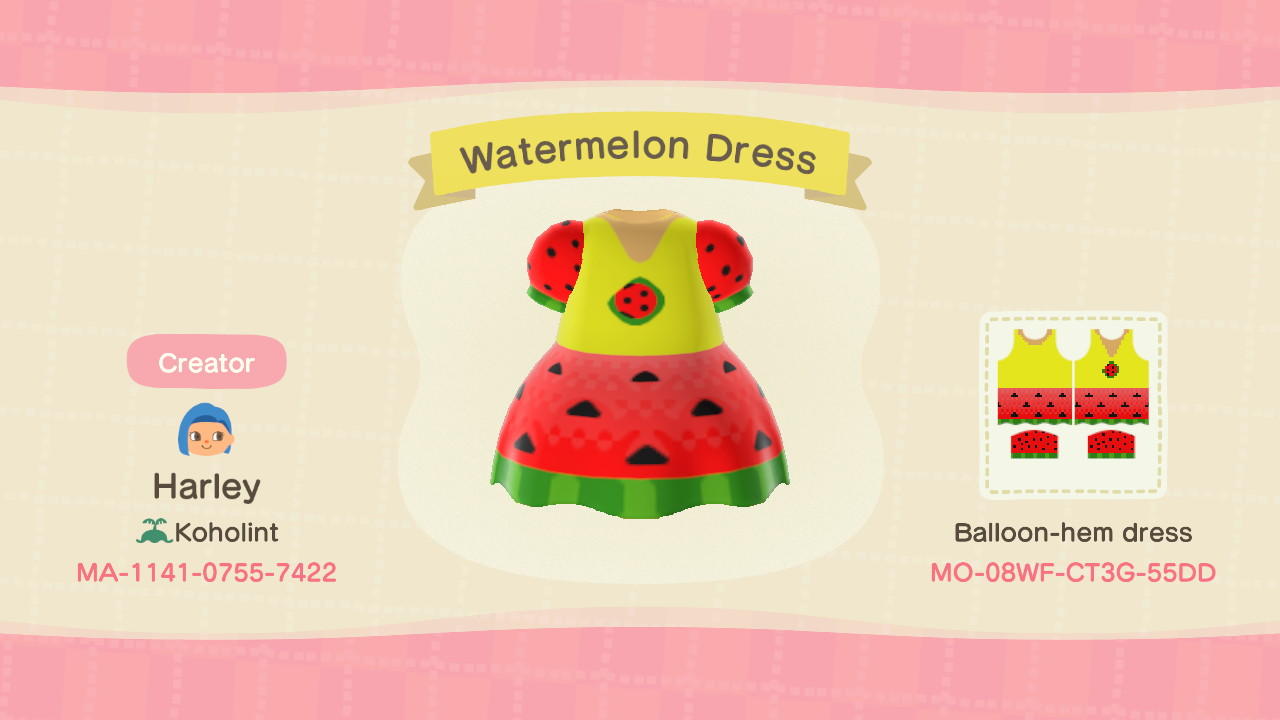 Watermelon Dress
Creator
Harley
Koholint
MA-1141-0755-7422
Balloon-hem dress
MO-08WF-CT3G-55DD